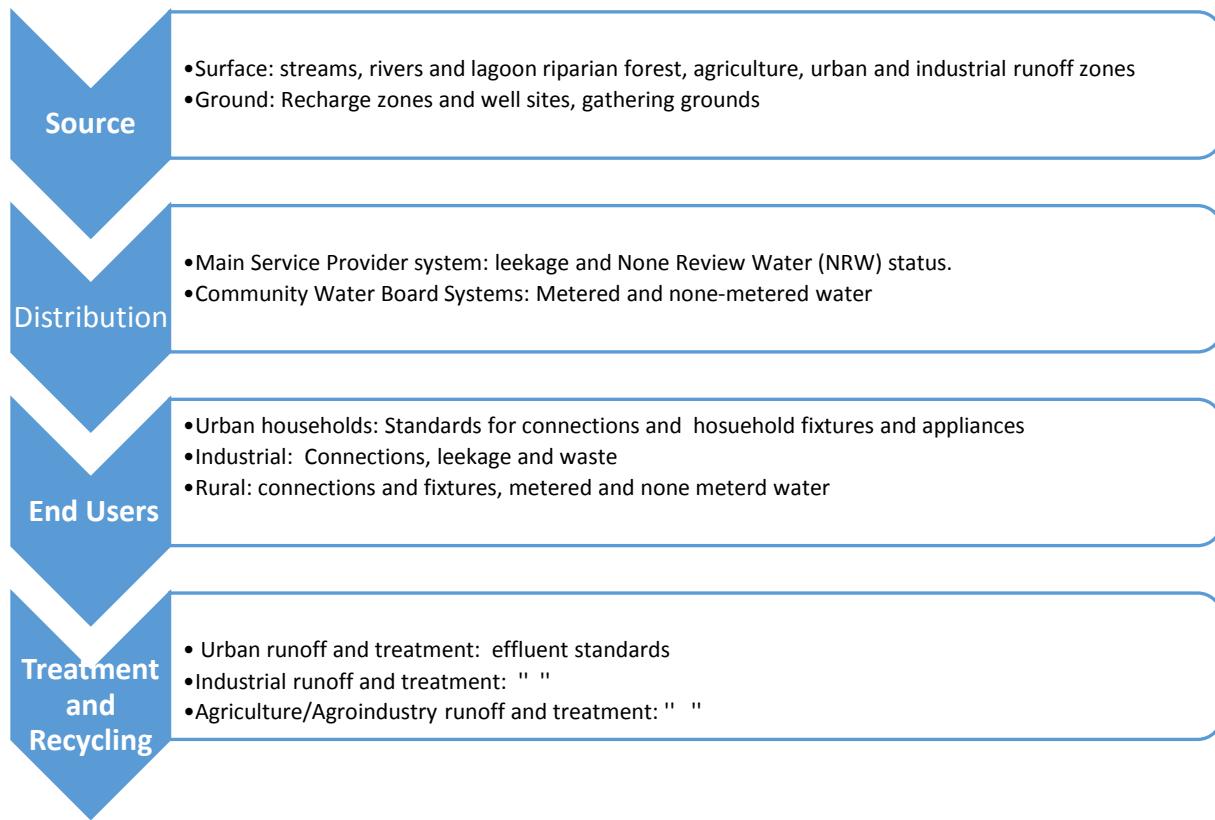 Source
•Surface: streams, rivers and lagoon riparian forest, agriculture, urban and industrial runoff zones
•Ground: Recharge zones and well sites, gathering grounds
Distribution
•Main Service Provider system: leekage and None Review Water (NRW) status.
•Community Water Board Systems: Metered and none-metered water
End Users
•Urban households: Standards for connections and  hosuehold fixtures and appliances
•Industrial:  Connections, leekage and waste
•Rural: connections and fixtures, metered and none meterd water
Treatment
and
Recycling
• Urban runoff and treatment:  effluent standards
•Industrial runoff and treatment:  "  "
•Agriculture/Agroindustry runoff and treatment: "   "